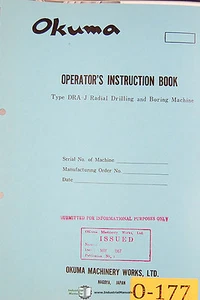 Okuma
OPERATOR'S INSTRUCTION BOOK
Type DRA-J Radial Drilling and Boring Machine
Serial No. of Machine
Manufacturing Order No.
Date
SUBMITTED FOR INFORMATIONAL PURPOSES ONLY
Okuma Machinery Works, Ltd.
ISSUED
OKUMA MACHINERY WORKS, LTD.
NAGOYA, JAPAN
O-177